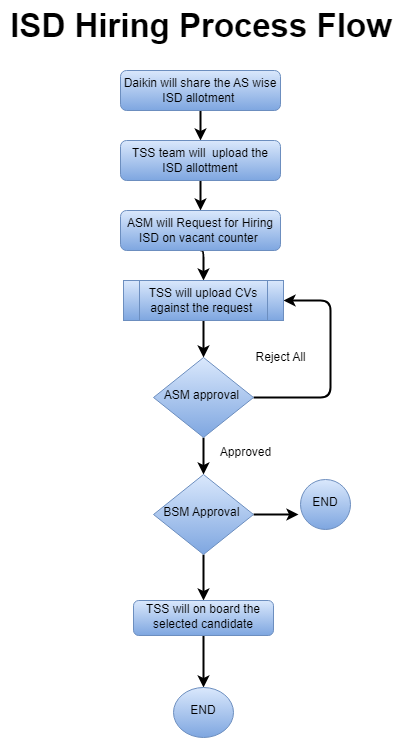 ISD Hiring Process Flow
Daikin will share the AS wise
ISD allotment
TSS team will  upload the
ISD allottment
ASM will Request for Hiring
ISD on vacant counter
TSS will upload CVs
against the request
Reject All
ASM approval
Approved
BSM Approval
END
TSS will on board the
selected candidate
END